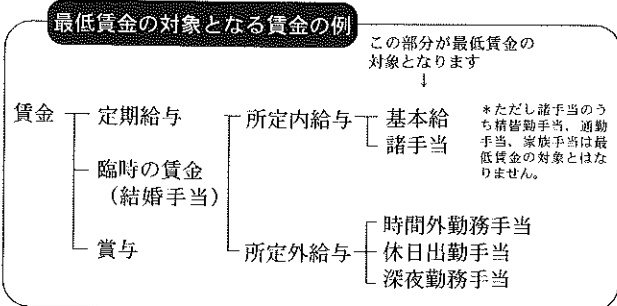 最低賃金の対象となる賃金の例
この部分が最低賃金の
対象となります
↓
賃金 定期給与 所定内給与 基本給
諸手当
*ただし諸手当のう
ち精皆勤手当、通勤
手当、家族手当は最
低賃金の対象とはな
りません。
臨時の賃金
(結婚手当)
賞与 所定外給与 時間外勤務手当
休日出勤手当
深夜勤務手当